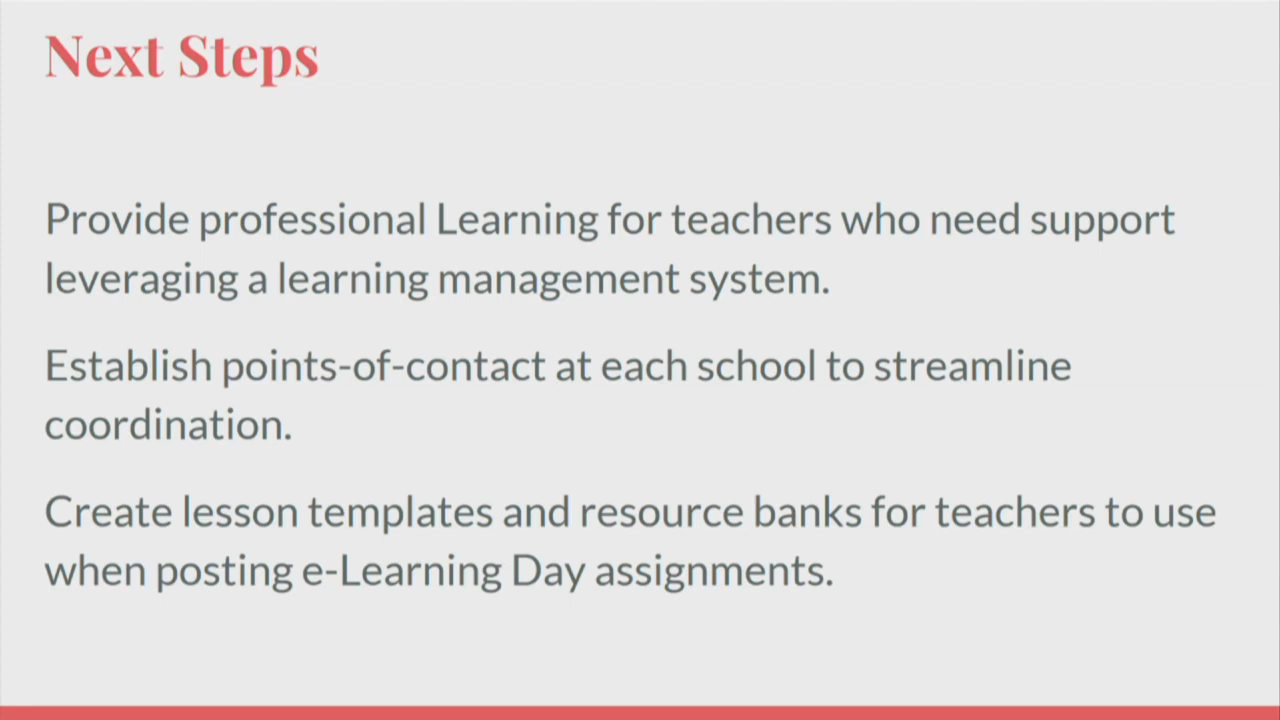 Next Steps
Provide professional Learning for teachers who need support
leveraging a learning management system.
Establish points-of-contact at each school to streamline
coordination.
Create lesson templates and resource banks for teachers to use
when posting e-Learning Day assignments.